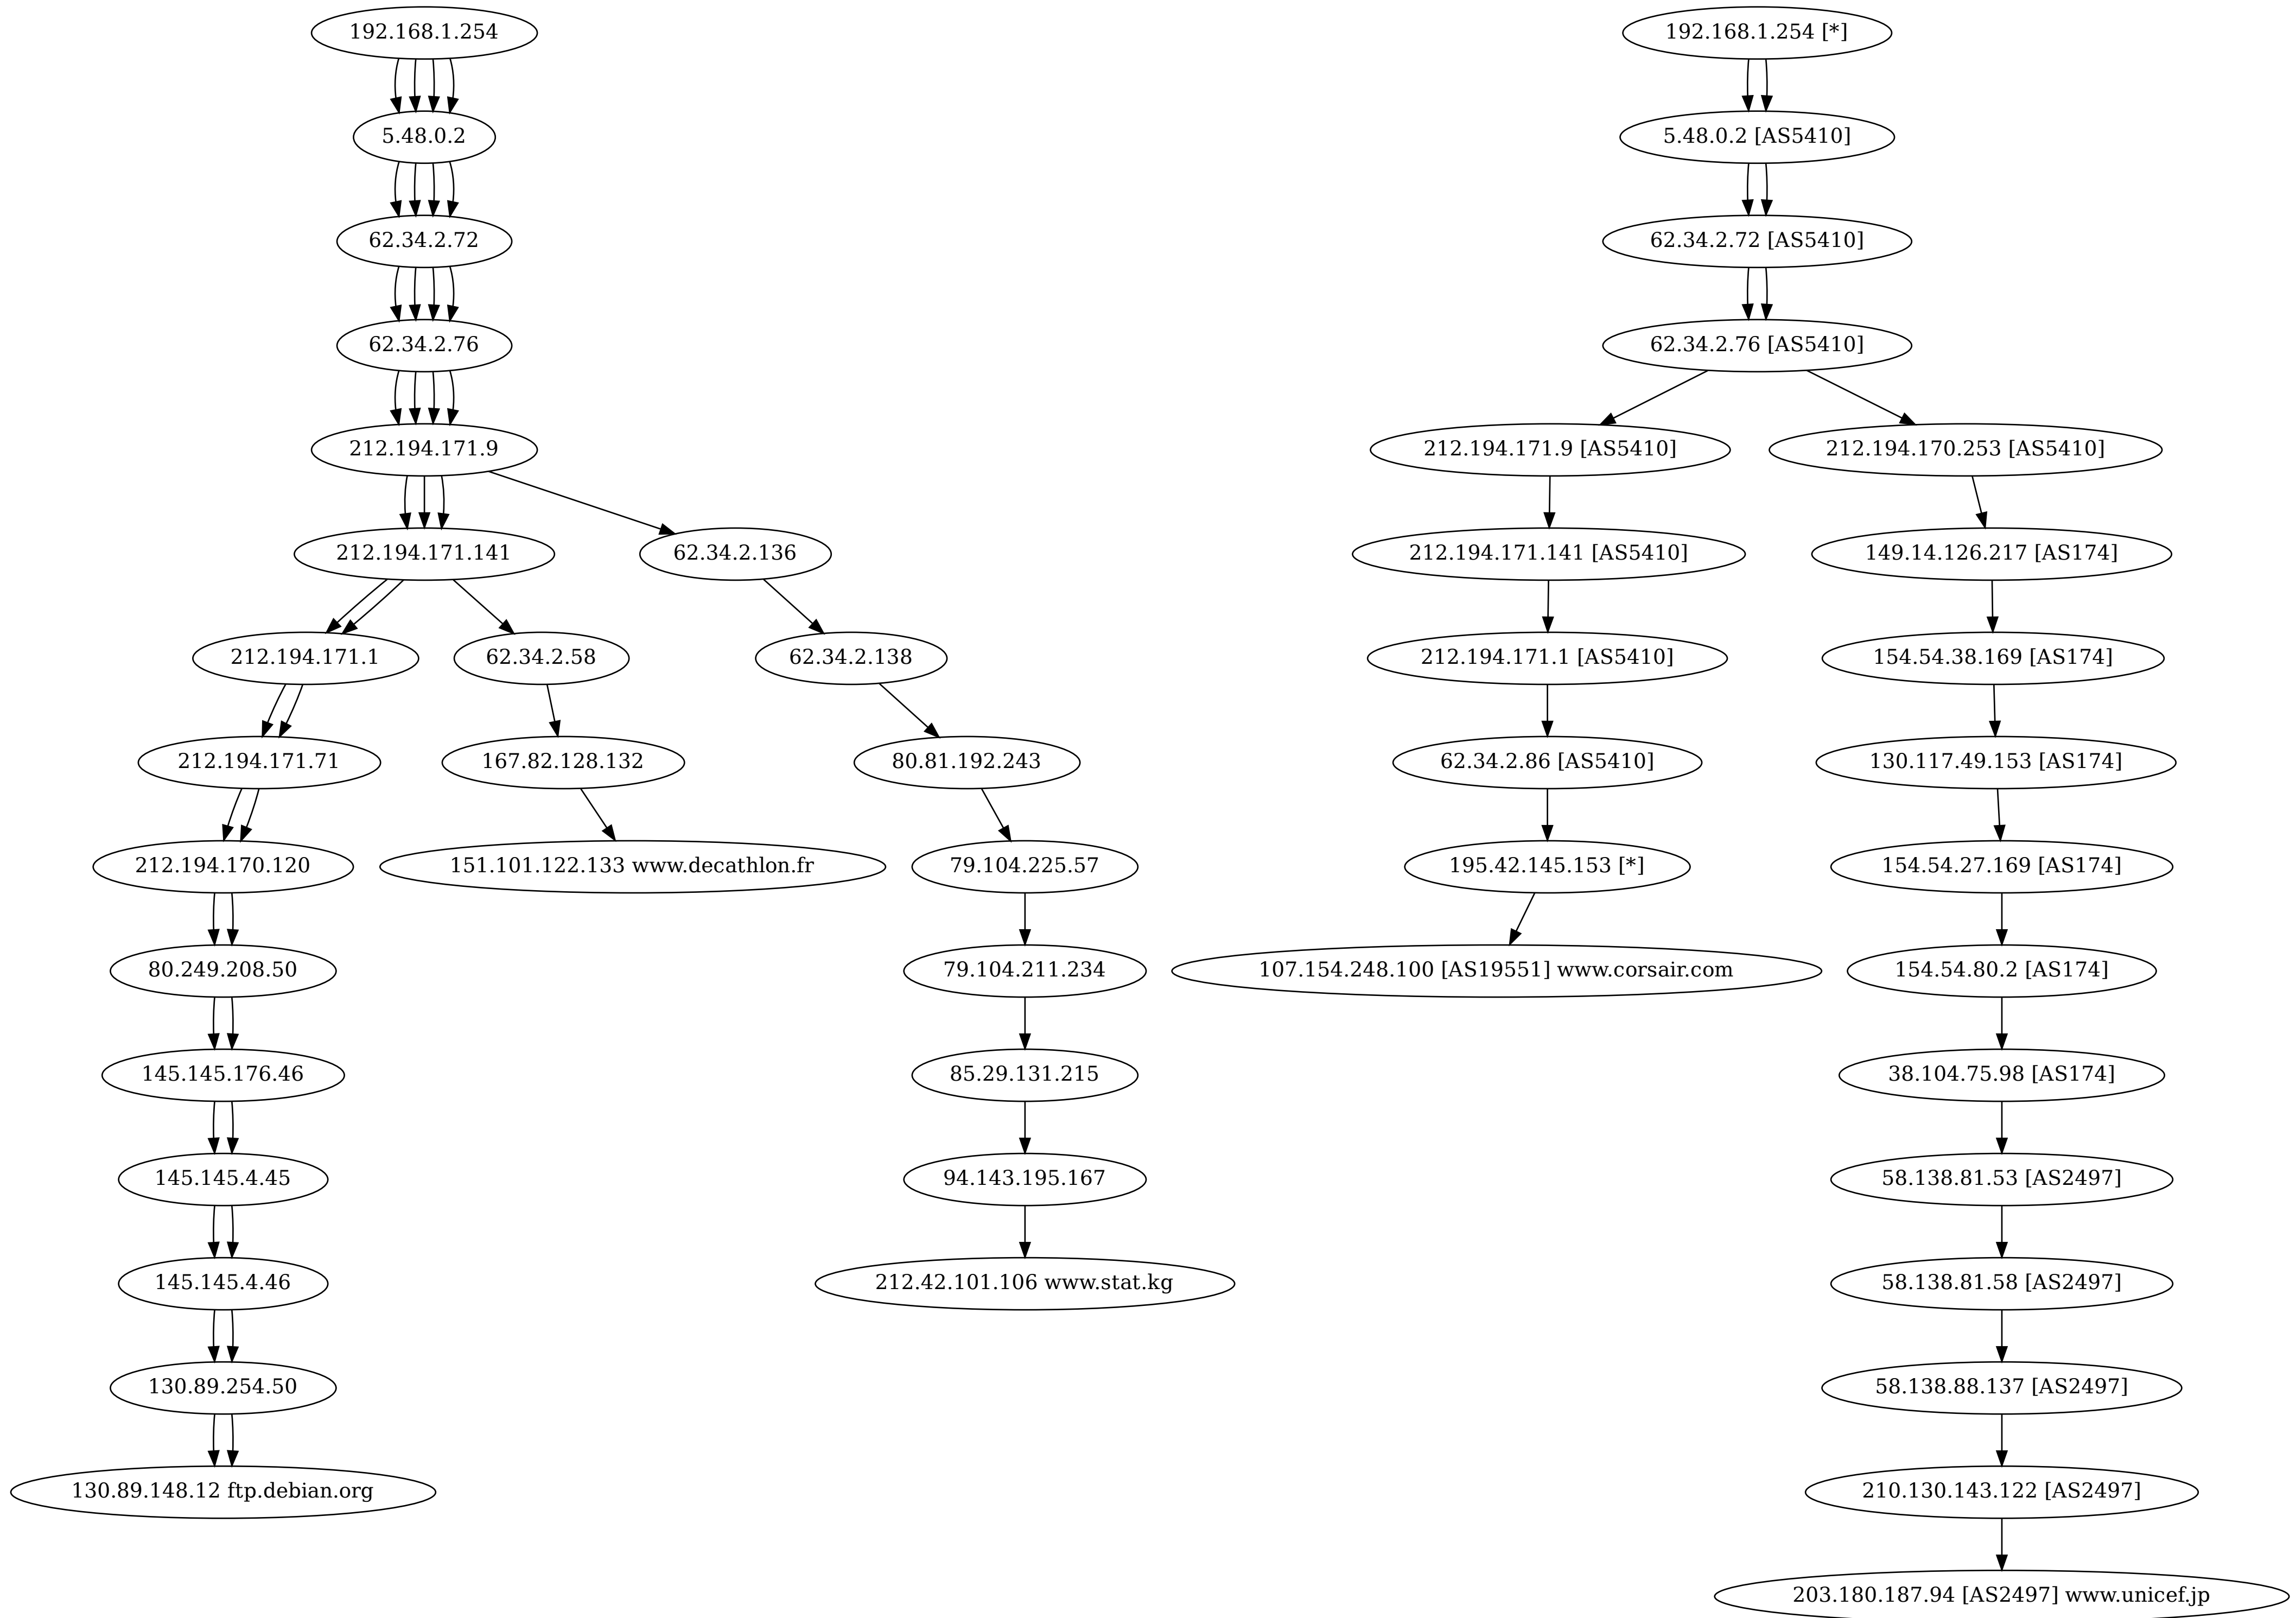 192.168.1.254
5.48.0.2
62.34.2.72
62.34.2.76
212.194.171.9
212.194.171.141
62.34.2.136
212.194.171.1
62.34.2.58
62.34.2.138
212.194.171.71
167.82.128.132
80.81.192.243
212.194.170.120
151.101.122.133 www.decathlon.fr
79.104.225.57
80.249.208.50
79.104.211.234
145.145.176.46
85.29.131.215
145.145.4.45
94.143.195.167
145.145.4.46
212.42.101.106 www.stat.kg
130.89.254.50
130.89.148.12 ftp.debian.org
192.168.1.254 [*]
5.48.0.2 [AS5410]
62.34.2.72 [AS5410]
62.34.2.76 [AS5410]
212.194.171.9 [AS5410]
212.194.170.253 [AS5410]
212.194.171.141 [AS5410]
149.14.126.217 [AS174]
212.194.171.1 [AS5410]
154.54.38.169 [AS174]
62.34.2.86 [AS5410]
130.117.49.153 [AS174]
195.42.145.153 [*]
154.54.27.169 [AS174]
107.154.248.100 [AS19551] www.corsair.com
154.54.80.2 [AS174]
38.104.75.98 [AS174]
58.138.81.53 [AS2497]
58.138.81.58 [AS2497]
58.138.88.137 [AS2497]
210.130.143.122 [AS2497]
203.180.187.94 [AS2497] www.unicef.jp